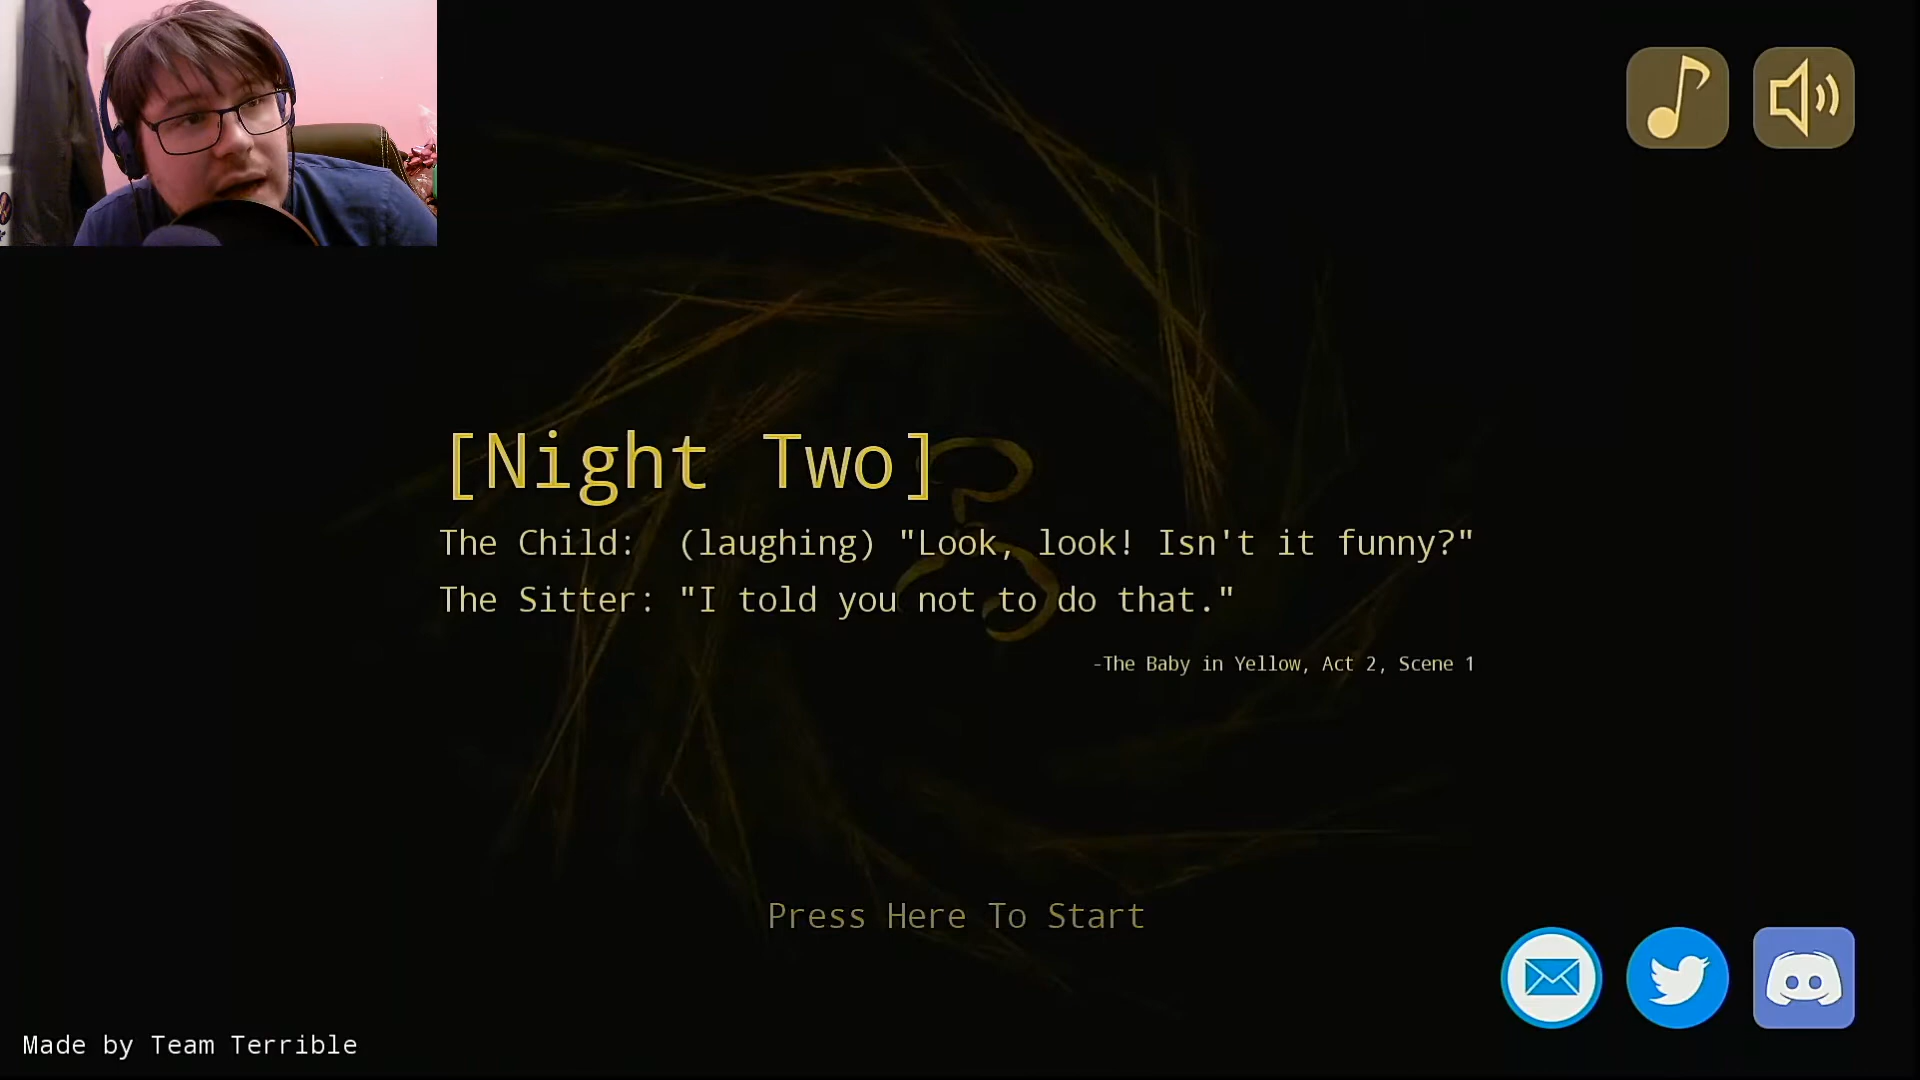 [Night Two]
The Child: (laughing) "Look, look! Isn't it funny?"
The Sitter: "I told you not to do that."
-The Baby in Yellow, Act 2, Scene 1
Press Here To Start
Made by Team Terrible